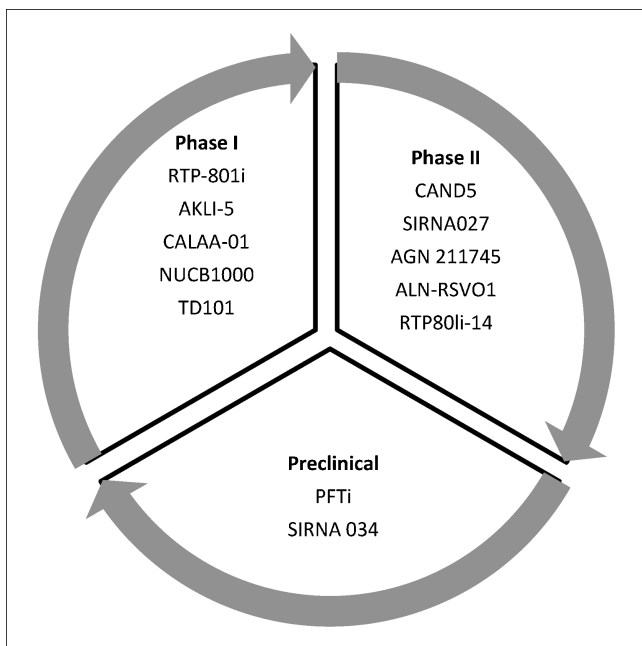 Phase I
RTP-801i
AKLI-5
CALAA-01
NUCB1000
TD101
Phase II
CAND5
SIRNA027
AGN 211745
ALN-RSVO1
RTP80li-14
Preclinical
PFTi
SIRNA 034